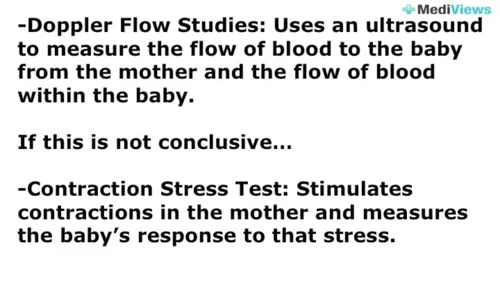 MediViews
-Doppler Flow Studies: Uses an ultrasound
to measure the flow of blood to the baby
from the mother and the flow of blood
within the baby.
If this is not conclusive...
-Contraction Stress Test: Stimulates
contractions in the mother and measures
the baby's response to that stress.